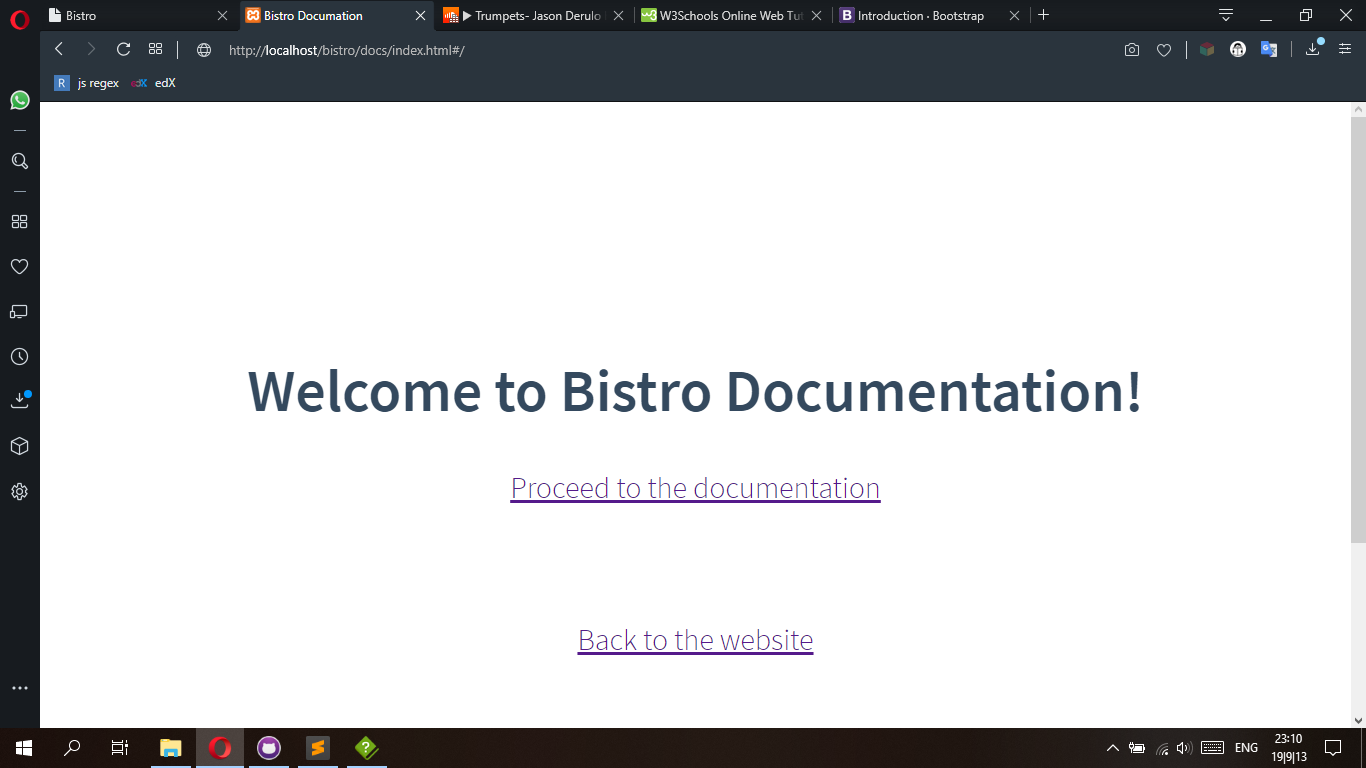 Bistro
Bistro Documation
Trumpets- Jason Derulo
W3Schools Online Web Tut
B
Introduction · Bootstrap
http://localhost/bistro/docs/index.html#/
R
js regex
edX
edX
Welcome to Bistro Documentation!
Proceed to the documentation
Back to the website
ENG
23:10
19|9|13